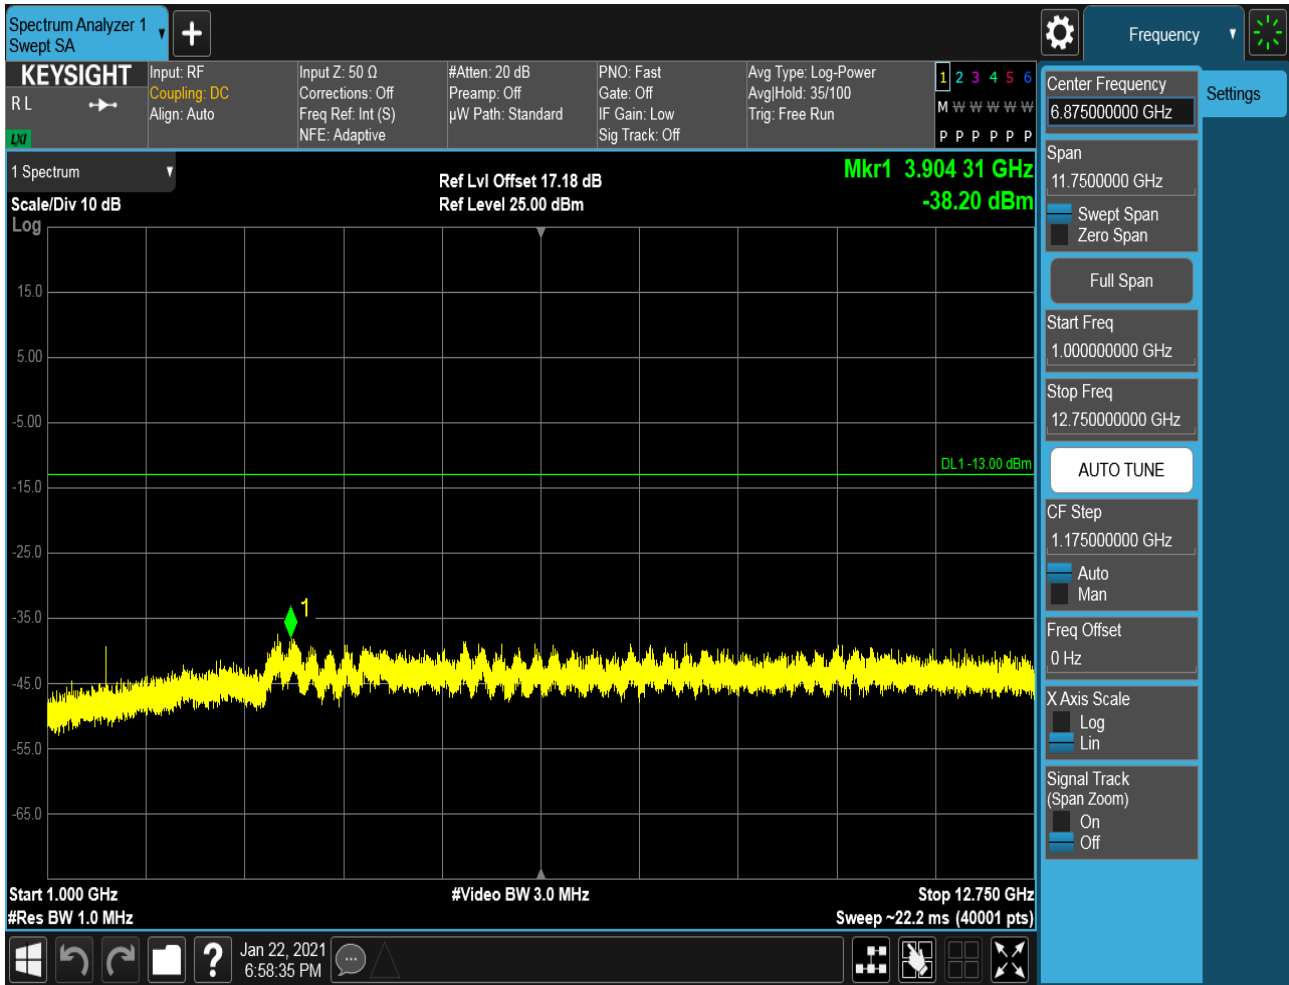 Spectrum Analyzer 1
Swept SA
Frequency
KEYSIGHT
R L
LXI
Input: RF
Coupling: DC
Align: Auto
Input Z: 50 Ω
Corrections: Off
Freq Ref: Int (S)
NFE: Adaptive
#Atten: 20 dB
Preamp: Off
µW Path: Standard
PNO: Fast
Gate: Off
IF Gain: Low
Sig Track: Off
Avg Type: Log-Power
Avg|Hold: 35/100
Trig: Free Run
1 2 3 4 5 6
M W W W W W
P P P P P P
1 Spectrum
Scale/Div 10 dB
Log
Ref Lvl Offset 17.18 dB
Ref Level 25.00 dBm
Mkr1 3.904 31 GHz
-38.20 dBm
15.0
5.00
-5.00
DL1 -13.00 dBm
-15.0
-25.0
-35.0
1
-45.0
-55.0
-65.0
Start 1.000 GHz
#Res BW 1.0 MHz
#Video BW 3.0 MHz
Stop 12.750 GHz
Sweep ~22.2 ms (40001 pts)
?
Jan 22, 2021
6:58:35 PM
Settings
Center Frequency
6.875000000 GHz
Span
11.7500000 GHz
Swept Span
Zero Span
Full Span
Start Freq
1.000000000 GHz
Stop Freq
12.750000000 GHz
AUTO TUNE
CF Step
1.175000000 GHz
Auto
Man
Freq Offset
0 Hz
X Axis Scale
Log
Lin
Signal Track
(Span Zoom)
On
Off